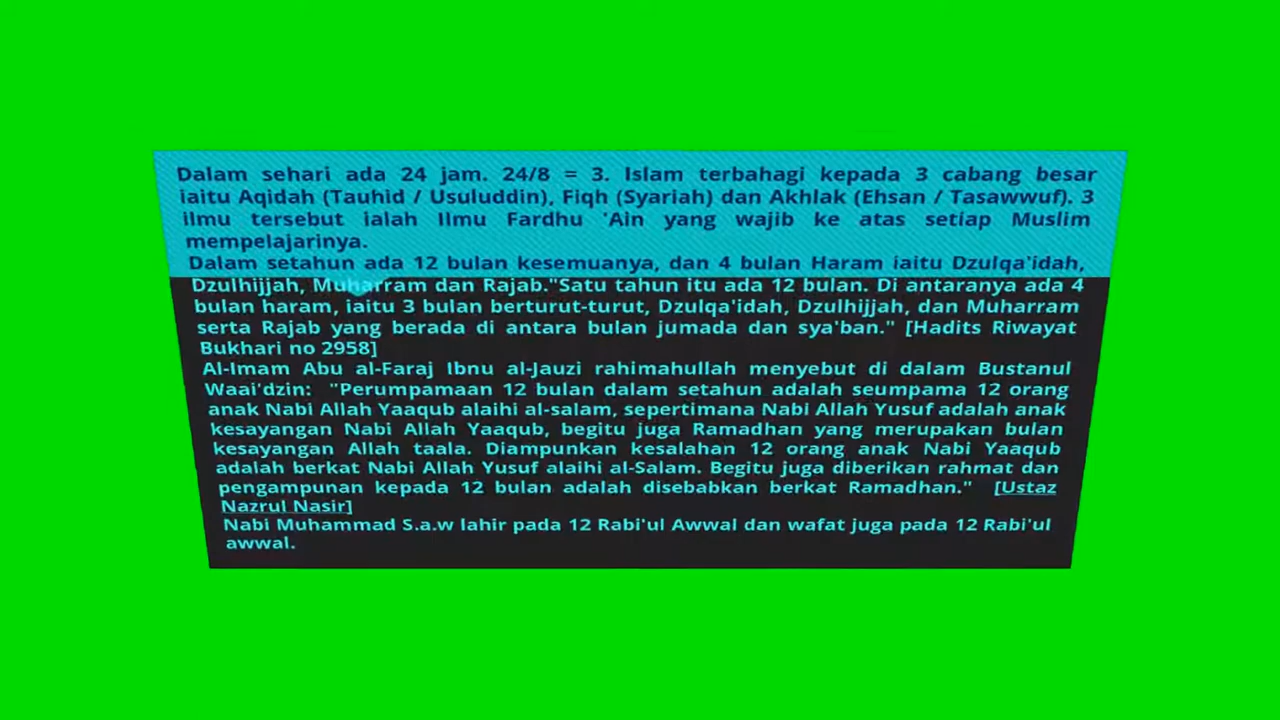 Dalam sehari ada 24 jam. 24/8 = 3. Islam terbahagi kepada 3 cabang besar
iaitu Aqidah (Tauhid / Usuluddin), Fiqh (Syariah) dan Akhlak (Ehsan / Tasawwuf). 3
ilmu tersebut ialah Ilmu Fardhu 'Ain yang wajib ke atas setiap Muslim
mempelajarinya.
Dalam setahun ada 12 bulan kesemuanya, dan 4 bulan Haram iaitu Dzulqa'idah,
Dzulhijjah, Muharram dan Rajab."Satu tahun itu ada 12 bulan. Di antaranya ada 4
bulan haram, iaitu 3 bulan berturut-turut, Dzulqa'idah, Dzulhijjah, dan Muharram
serta Rajab yang berada di antara bulan jumada dan sya'ban." [Hadits Riwayat
Bukhari no 2958]
Al-Imam Abu al-Faraj Ibnu al-Jauzi rahimahullah menyebut di dalam Bustanul
Waai'dzin: "Perumpamaan 12 bulan dalam setahun adalah seumpama 12 orang
anak Nabi Allah Yaaqub alaihi al-salam, sepertimana Nabi Allah Yusuf adalah anak
kesayangan Nabi Allah Yaaqub, begitu juga Ramadhan yang merupakan bulan
kesayangan Allah taala. Diampunkan kesalahan 12 orang anak Nabi Yaaqub
adalah berkat Nabi Allah Yusuf alaihi al-Salam. Begitu juga diberikan rahmat dan
pengampunan kepada 12 bulan adalah disebabkan berkat Ramadhan." [Ustaz
Nazrul Nasir]
Nabi Muhammad S.a.w lahir pada 12 Rabi'ul Awwal dan wafat juga pada 12 Rabi'ul
awwal.